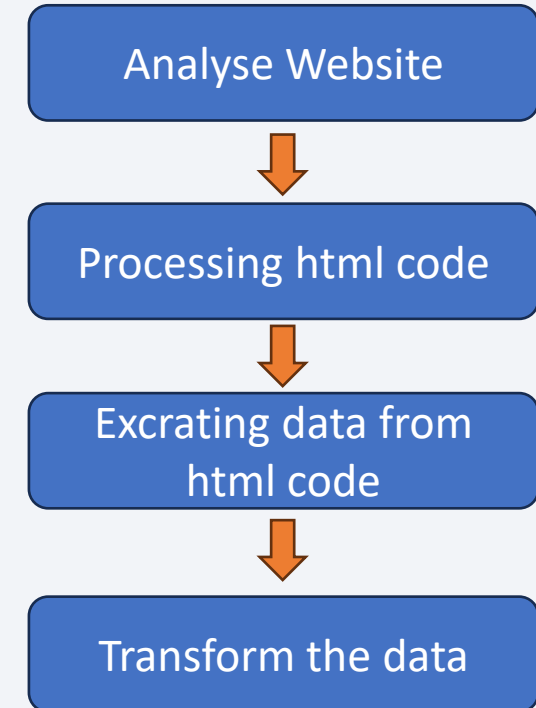 Analyse Website
Processing html code
Excrating data from
html code
Transform the data